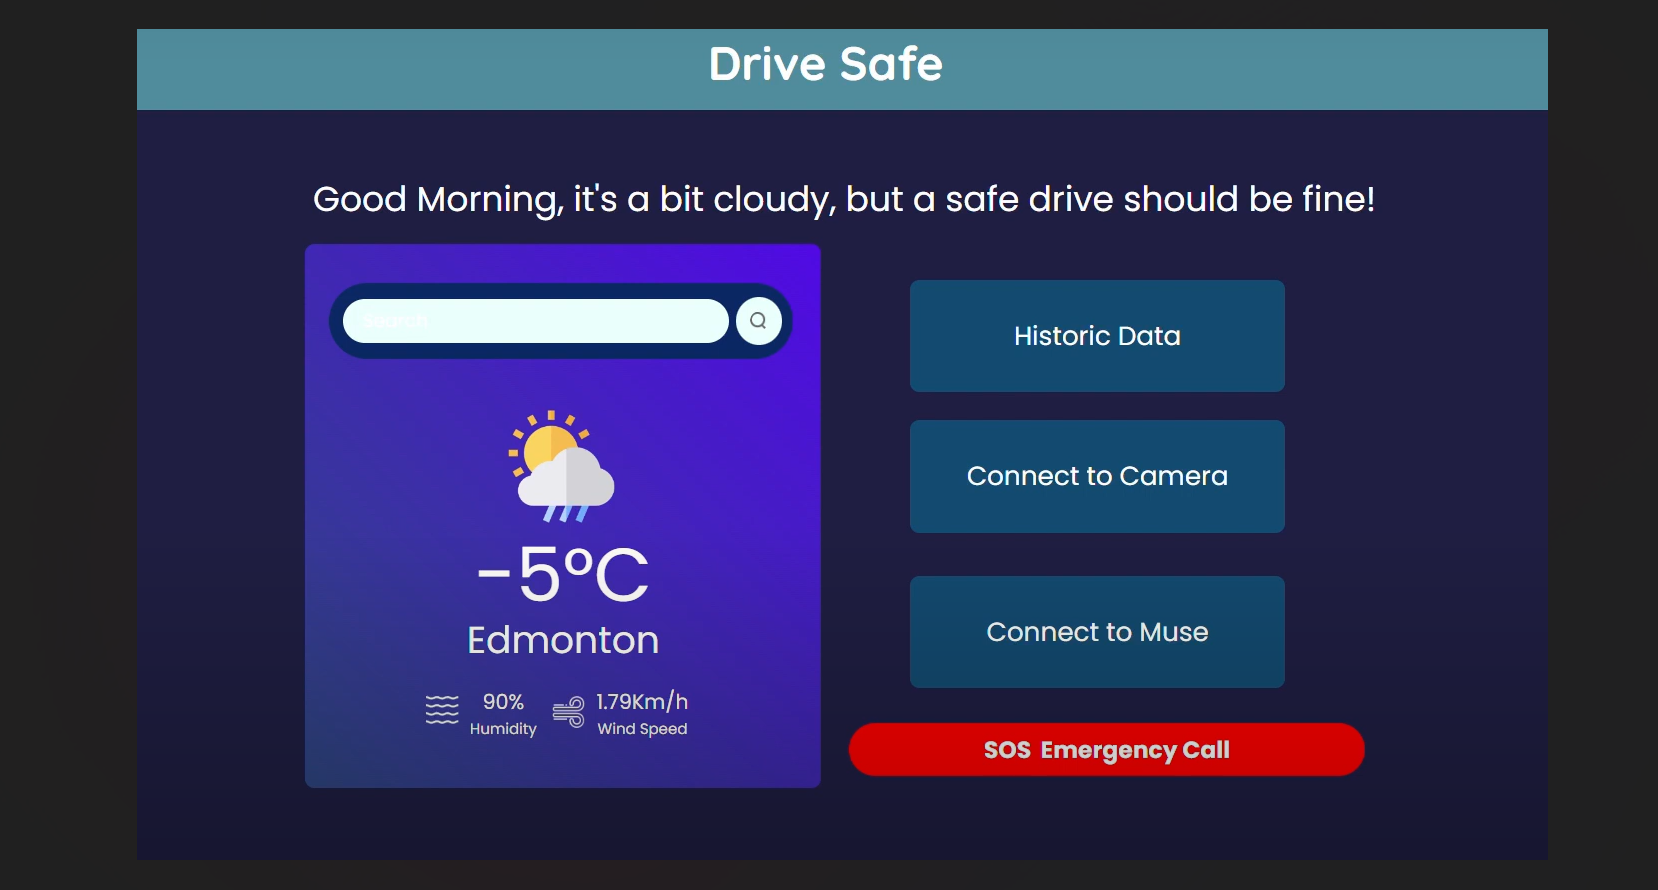 Drive Safe
Good Morning, it's a bit cloudy, but a safe drive should be fine!
search
-5°C
Edmonton
90%
Humidity
1.79Km/h
Wind Speed
Historic Data
Connect to Camera
Connect to Muse
SOS Emergency Call